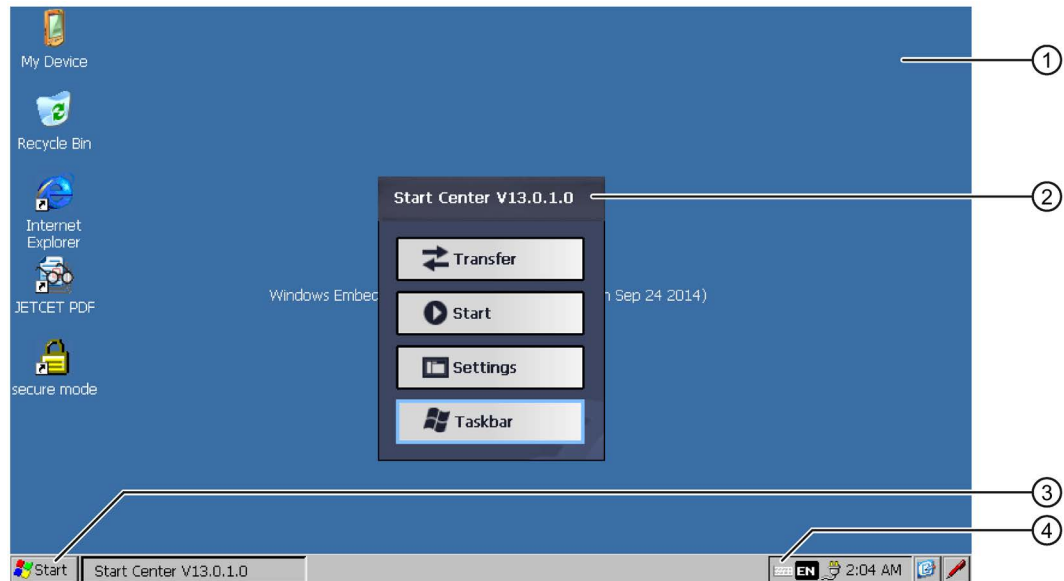 My Device
Recycle Bin
Internet
Explorer
JETCET PDF
secure mode
Windows Embed
n Sep 24 2014)
Start Center V13.0.1.0
Transfer
Start
Settings
Taskbar
1
2
3
4
Start
Start Center V13.0.1.0
EN
2:04 AM